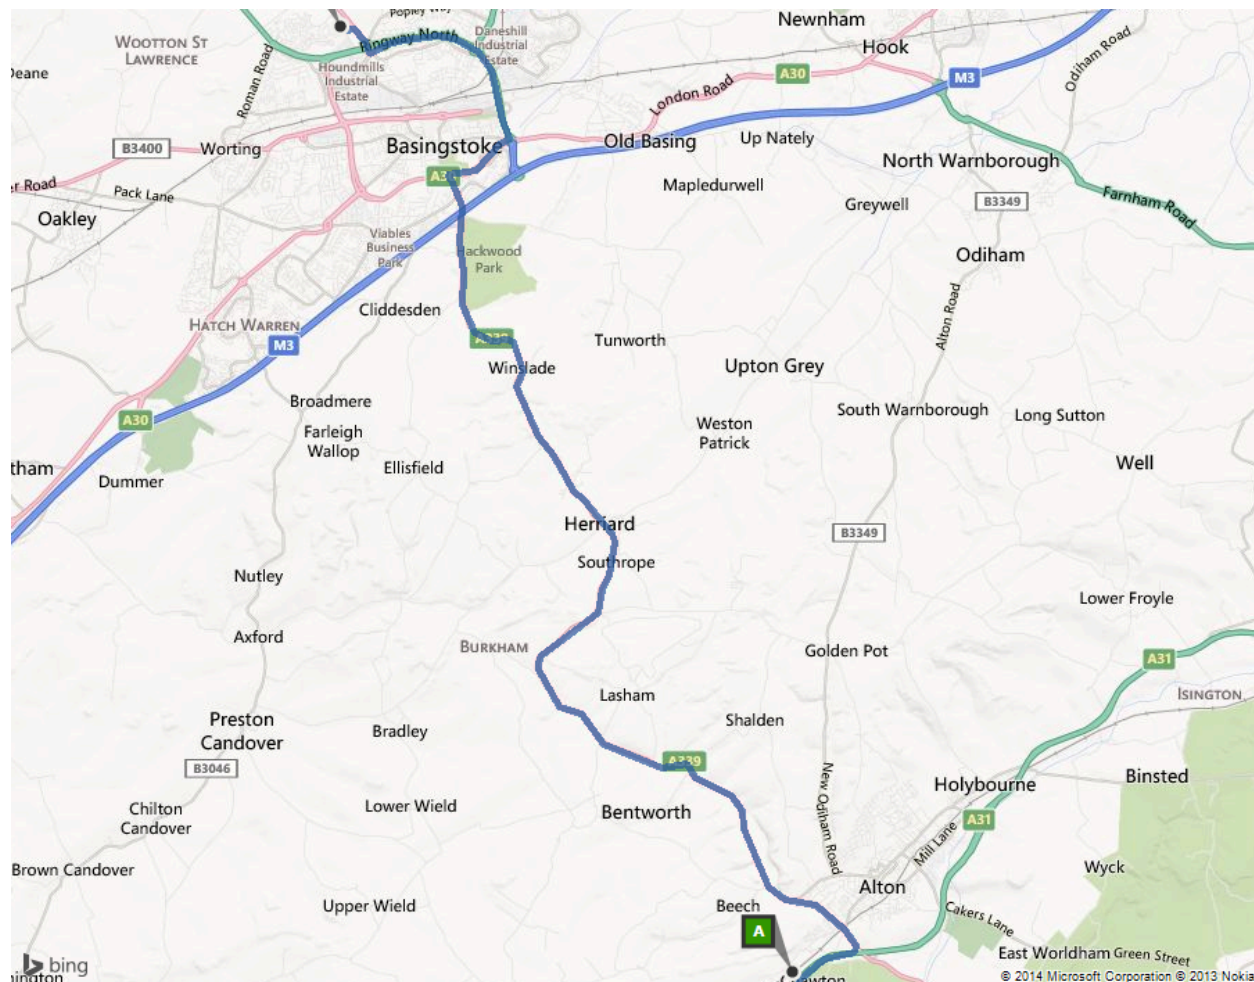 Popley Way
Newnham
WOOTTON ST
LAWRENCE
Ringway North
Daneshill
Industrial
Estate
Hook
Odiham Road
Deane
Roman Road
Houndmills
Industrial
Estate
A30
M3
London Road
B3400
Worting
Basingstoke
Old Basing
Up Nately
North Warnborough
er Road
Pack Lane
Mapledurwell
Farnham Road
Greywell
B3349
Oakley
Viables
Business
Park
Hackwood
Park
Odiham
Cliddesden
Alton Road
HATCH WARREN
M3
A339
Tunworth
Winslade
Upton Grey
Broadmere
A30
Farleigh
Wallop
Weston
Patrick
South Warnborough
Long Sutton
tham
Ellisfield
Well
Dummer
Herriard
B3349
Southrope
Nutley
Lower Froyle
Axford
BURKHAM
Golden Pot
A31
Lasham
ISINGTON
Preston
Candover
Bradley
Shalden
B3046
A339
Holybourne
Binsted
Chilton
Candover
Lower Wield
Bentworth
New Odiham Road
A31
Mill Lane
Brown Candover
Wyck
Alton
Upper Wield
Beech
Cakers Lane
A
East Worldham
Green Street
bing
© 2014 Microsoft Corporation © 2013 Nokia